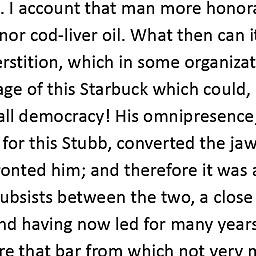 . I account that man more honora
nor cod-liver oil. What then can i
erstition, which in some organizat
age of this Starbuck which could,
all democracy! His omnipresence,
for this Stubb, converted the jaw
ronted him; and therefore it was a
ubsists between the two, a close
nd having now led for many years
re that bar from which not very m